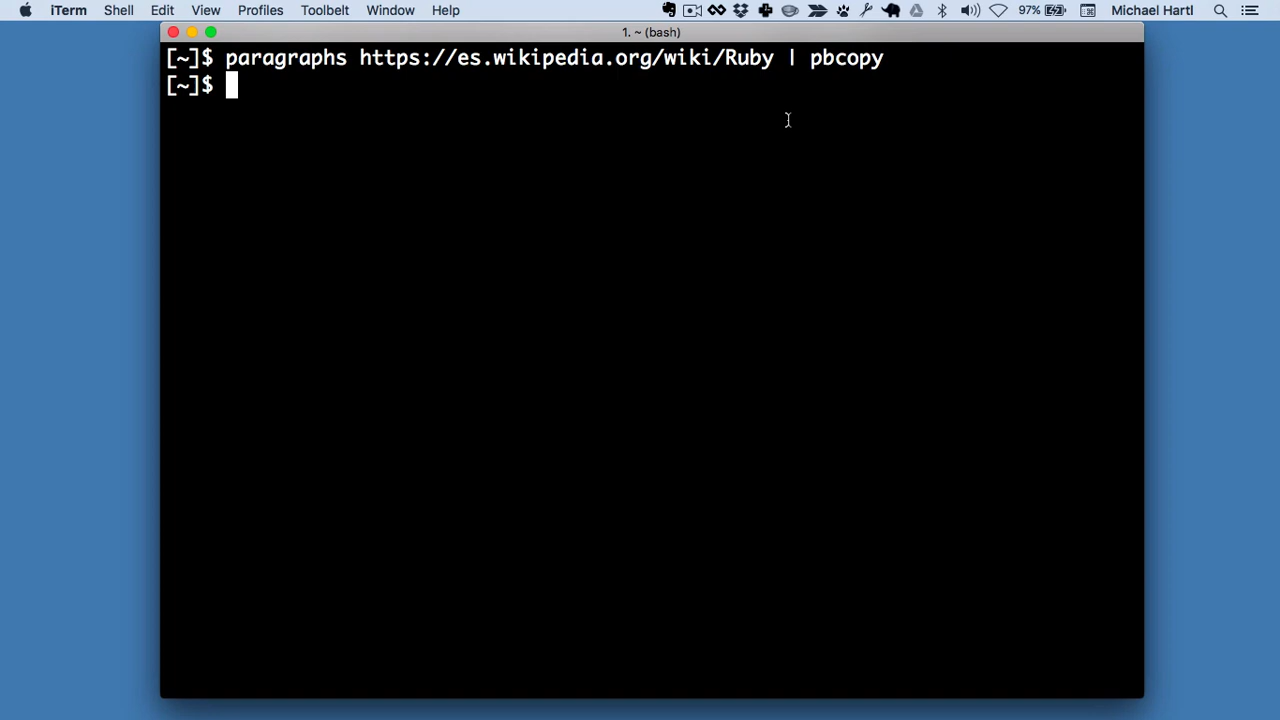 iTerm Shell Edit View Profiles Toolbelt Window Help 97% Michael Hartl
1. ~ (bash)
[~]$ paragraphs https://es.wikipedia.org/wiki/Ruby | pbcopy
[~]$